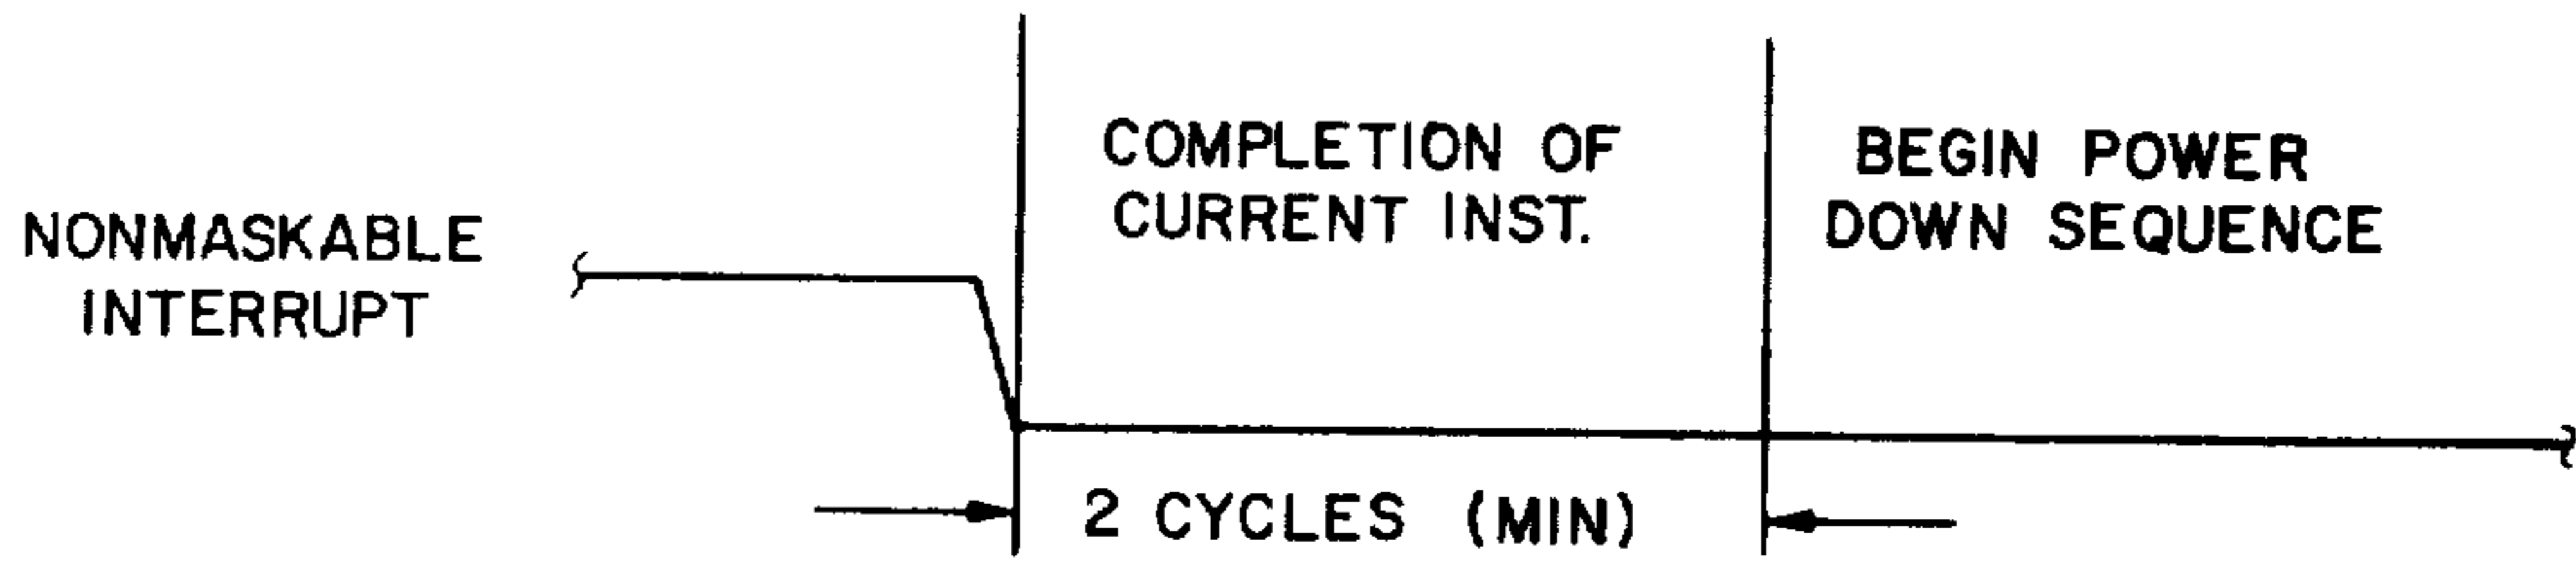 NONMASKABLE
INTERRUPT
COMPLETION OF
CURRENT INST.
BEGIN POWER
DOWN SEQUENCE
2 CYCLES (MIN)